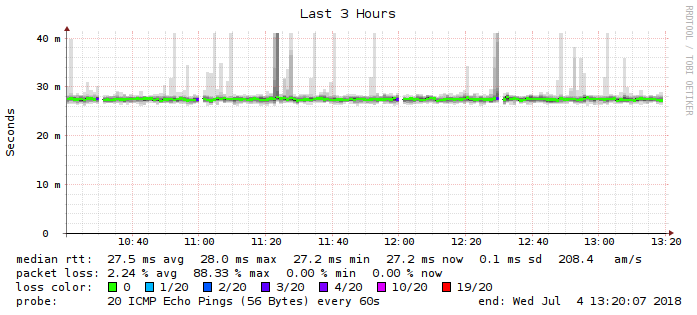 Last 3 Hours
RRDTOOL / TOBI OETIKER
Seconds
40 m
30 m
20 m
10 m
0
10:40 11:00 11:20 11:40 12:00 12:20 12:40 13:00 13:20
median rtt: 27.5 ms avg 28.0 ms max 27.2 ms min 27.2 ms now 0.1 ms sd 208.4 am/s
packet loss: 2.24 % avg 88.33 % max 0.00 % min 0.00 % now
loss color: 0 1/20 2/20 3/20 4/20 10/20 19/20
probe: 20 ICMP Echo Pings (56 Bytes) every 60s end: Wed Jul 4 13:20:07 2018